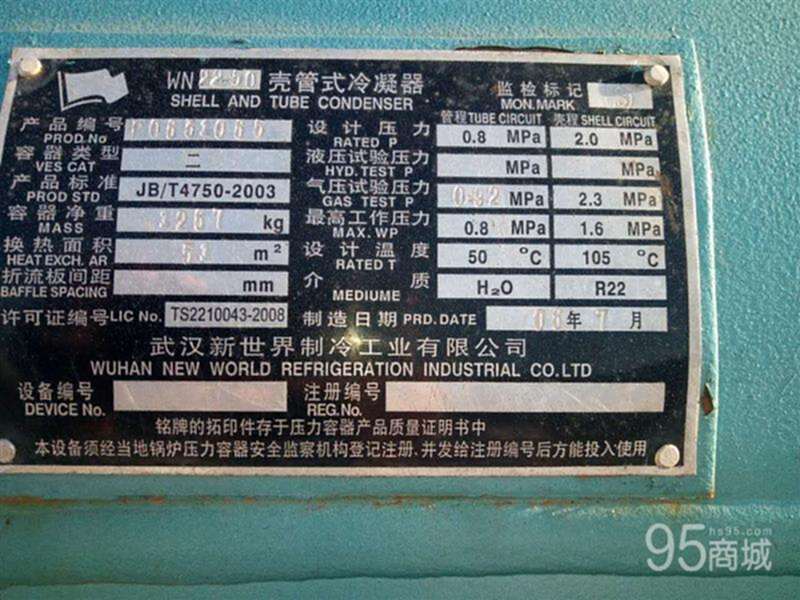 WN 壳管式冷凝器
SHELL AND TUBE CONDENSER
监检标记
MON.MARK
产品编号
PROD.No
容器类型 二
VES CAT
产品标准 JB/T4750-2003
PROD STD
容器净重 kg
MASS
换热面积 m²
HEAT EXCH. AR
折流板间距 mm
BAFFLE SPACING
许可证编号LIC No. TS2210043-2008
管程TUBE CIRCUIT 壳程SHELL CIRCUIT
设计压力 0.8 MPa 2.0 MPa
RATED P
液压试验压力 MPa MPa
HYD.TEST P
气压试验压力 MPa 2.3 MPa
GAS TEST P
最高工作压力 0.8 MPa 1.6 MPa
MAX.WP
设计温度 50 °C 105 °C
RATED T
介质 H₂O R22
MEDIUME
制造日期 PRD.DATE 06年7月
武汉新世界制冷工业有限公司
WUHAN NEW WORLD REFRIGERATION INDUSTRIAL CO.LTD
设备编号
DEVICE No.
注册编号
REG.No.
铭牌的拓印件存于压力容器产品质量证明书中
本设备须经当地锅炉压力容器安全监察机构登记注册.并发给注册编号后方能投入使用
hs95.com
95商城